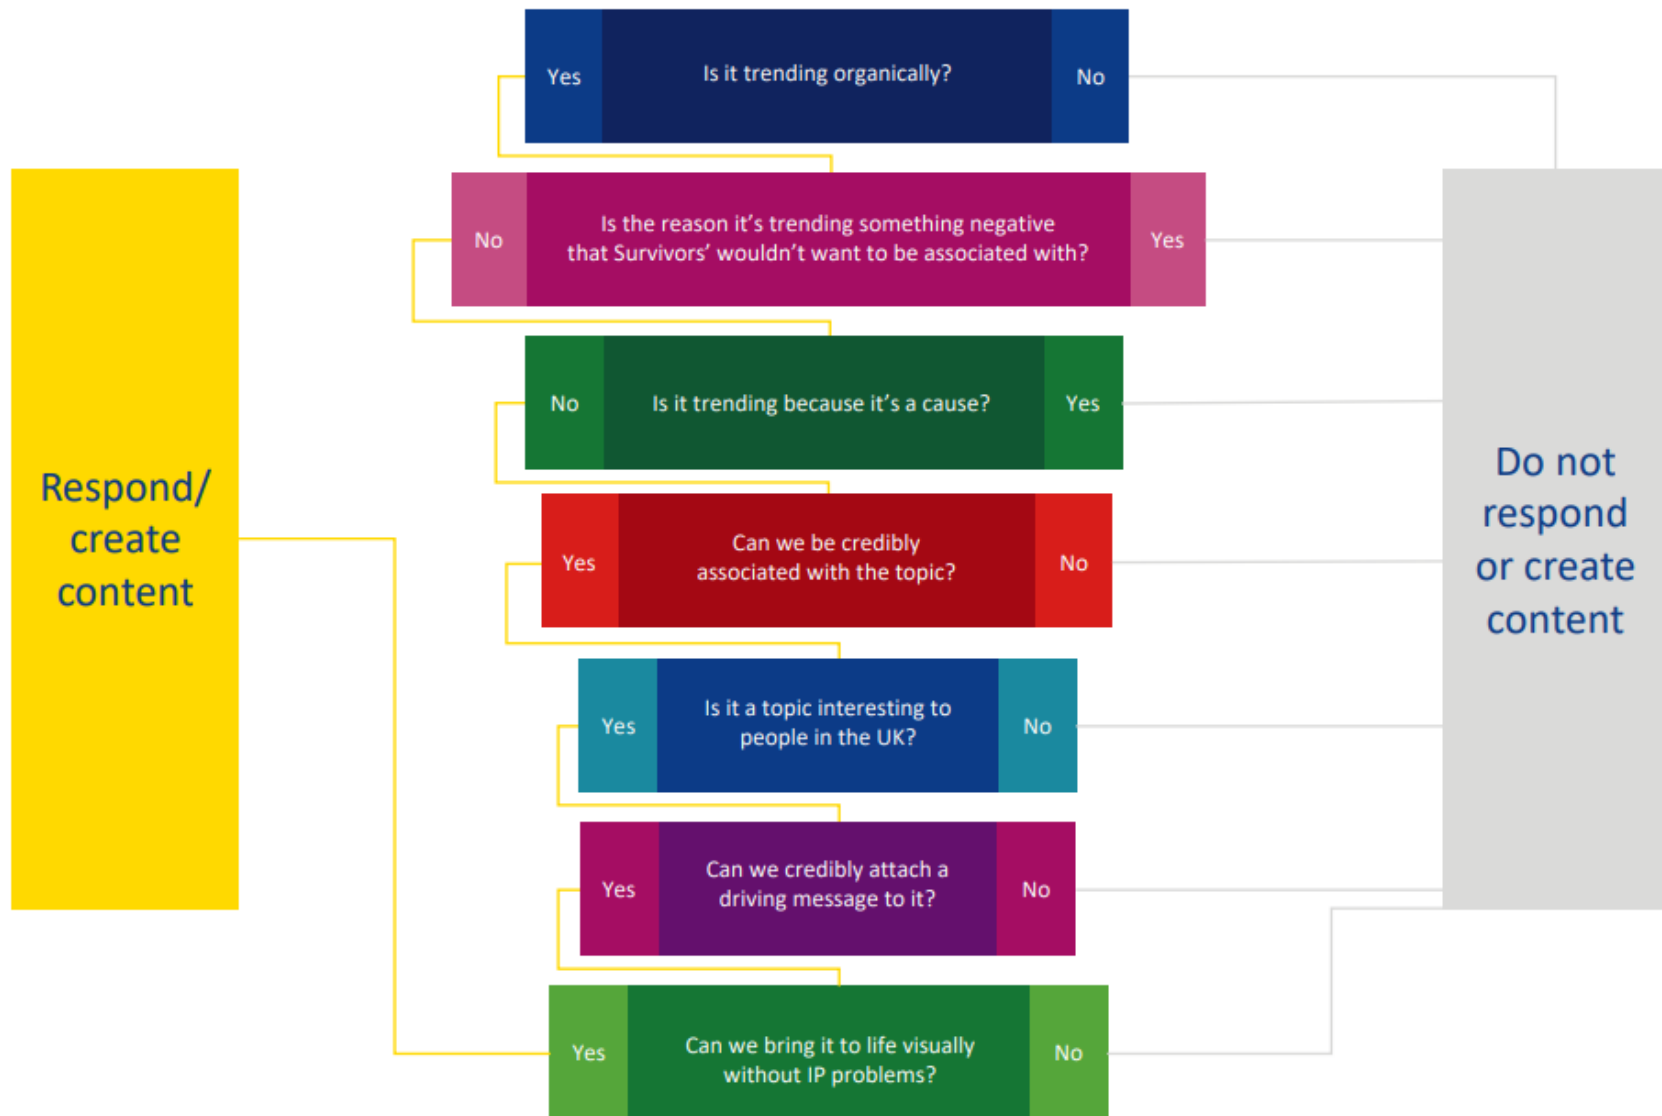 Yes
Is it trending organically?
No
No
Is the reason it's trending something negative
that Survivors' wouldn't want to be associated with?
Yes
No
Is it trending because it's a cause?
Yes
Respond/
create
content
Do not
respond
or create
content
Yes
Can we be credibly
associated with the topic?
No
Yes
Is it a topic interesting to
people in the UK?
No
Yes
Can we credibly attach a
driving message to it?
No
Yes
Can we bring it to life visually
without IP problems?
No